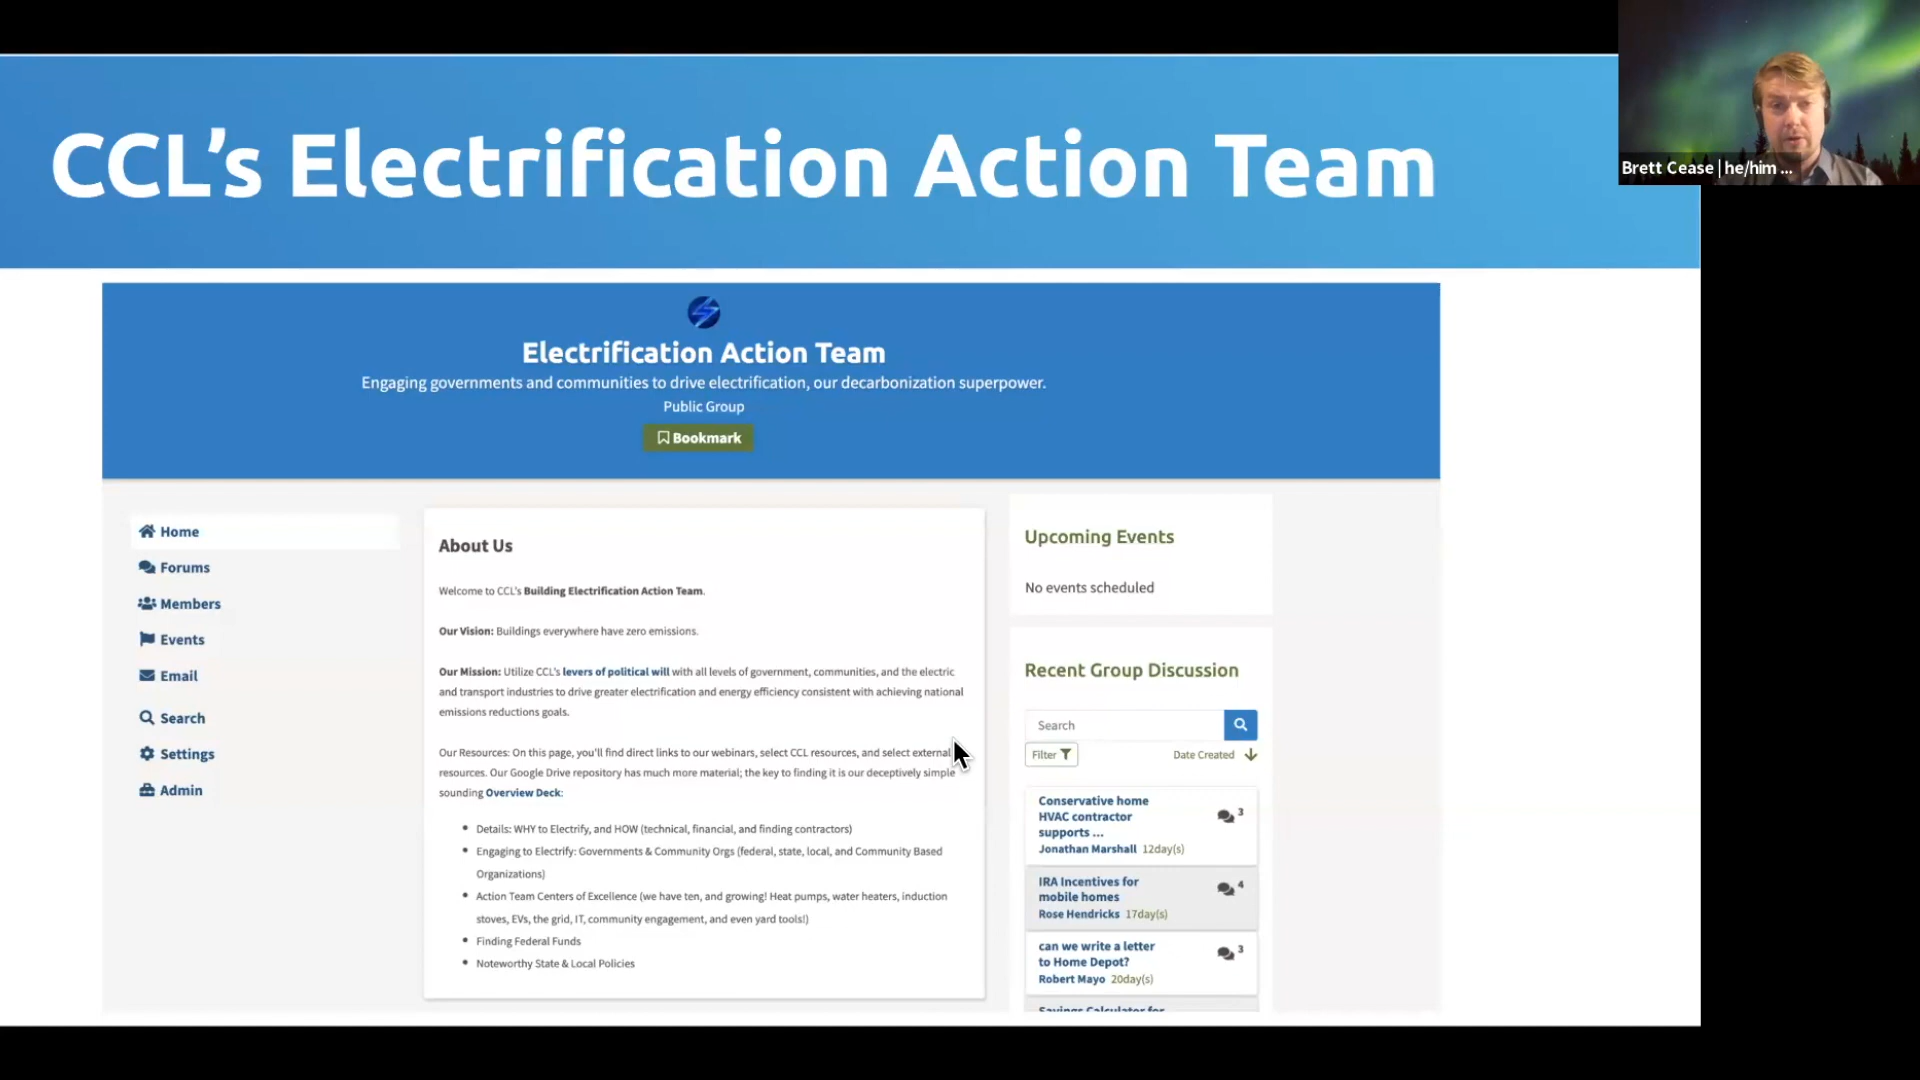 CCL's Electrification Action Team
Brett Cease | he/him ...
Electrification Action Team
Engaging governments and communities to drive electrification, our decarbonization superpower.
Public Group
Bookmark
Home
Forums
Members
Events
Email
Search
Settings
Admin
About Us
Welcome to CCL's Building Electrification Action Team.
Our Vision: Buildings everywhere have zero emissions.
Our Mission: Utilize CCL's levers of political will with all levels of government, communities, and the electric
and transport industries to drive greater electrification and energy efficiency consistent with achieving national
emissions reductions goals.
Our Resources: On this page, you'll find direct links to our webinars, select CCL resources, and select external
resources. Our Google Drive repository has much more material; the key to finding it is our deceptively simple
sounding Overview Deck:
• Details: WHY to Electrify, and HOW (technical, financial, and finding contractors)
• Engaging to Electrify: Governments & Community Orgs (federal, state, local, and Community Based
Organizations)
• Action Team Centers of Excellence (we have ten, and growing! Heat pumps, water heaters, induction
stoves, EVs, the grid, IT, community engagement, and even yard tools!)
• Finding Federal Funds
• Noteworthy State & Local Policies
Upcoming Events
No events scheduled
Recent Group Discussion
Search
Filter
Date Created
Conservative home
HVAC contractor
supports ...
3
Jonathan Marshall 12day(s)
IRA Incentives for
mobile homes
4
Rose Hendricks 17day(s)
can we write a letter
to Home Depot?
3
Robert Mayo 20day(s)
Savings Calculator for